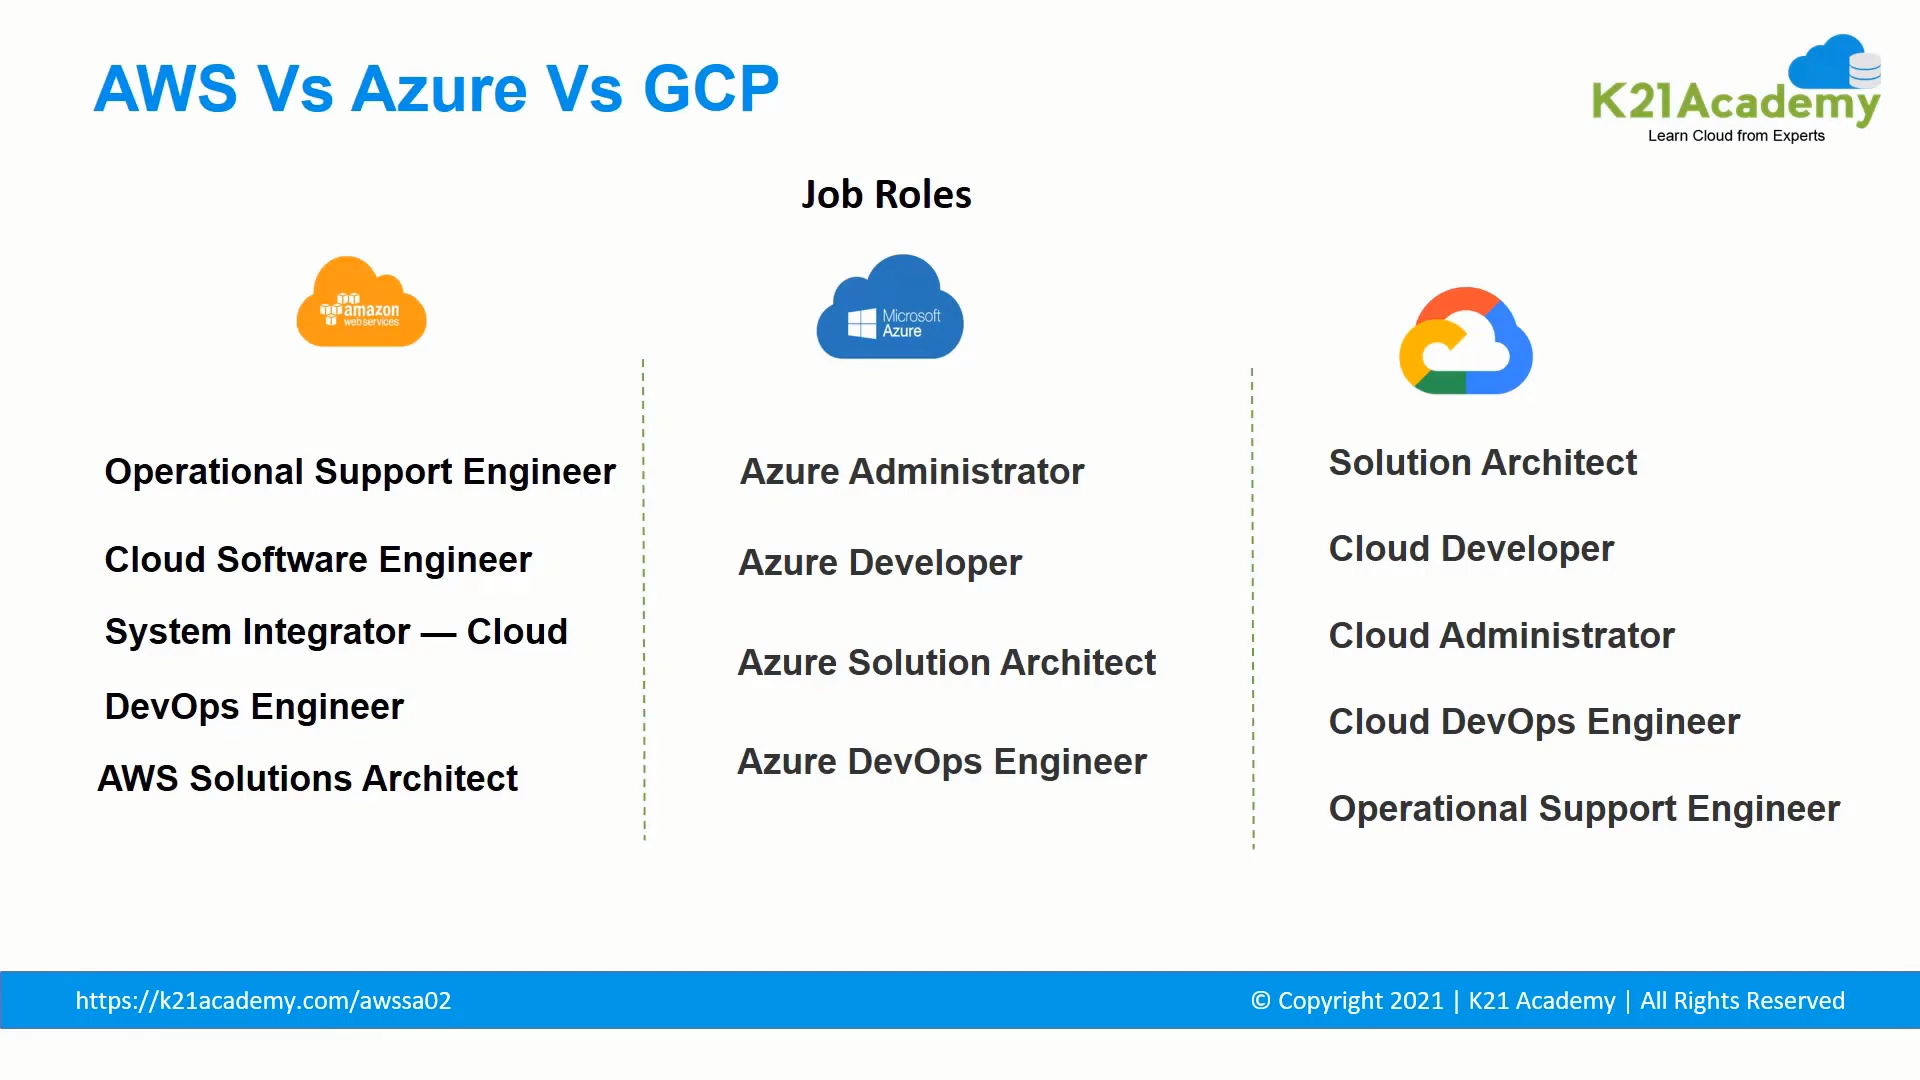 AWS Vs Azure Vs GCP
K21Academy
Learn Cloud from Experts
Job Roles
amazon
webservices
Microsoft
Azure
Operational Support Engineer
Cloud Software Engineer
System Integrator — Cloud
DevOps Engineer
AWS Solutions Architect
Azure Administrator
Azure Developer
Azure Solution Architect
Azure DevOps Engineer
Solution Architect
Cloud Developer
Cloud Administrator
Cloud DevOps Engineer
Operational Support Engineer
https://k21academy.com/awssa02
© Copyright 2021 | K21 Academy | All Rights Reserved